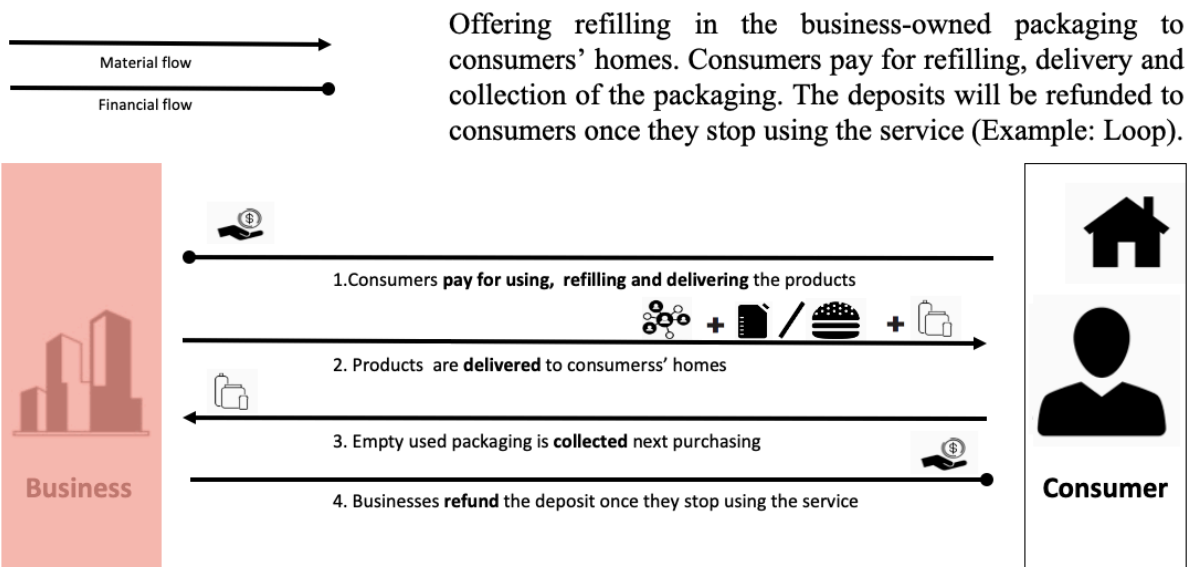 Material flow
Financial flow
Offering refilling in the business-owned packaging to
consumers’ homes. Consumers pay for refilling, delivery and
collection of the packaging. The deposits will be refunded to
consumers once they stop using the service (Example: Loop).
1.Consumers pay for using, refilling and delivering the products
2. Products are delivered to consumerss’ homes
3. Empty used packaging is collected next purchasing
4. Businesses refund the deposit once they stop using the service
Business
Consumer